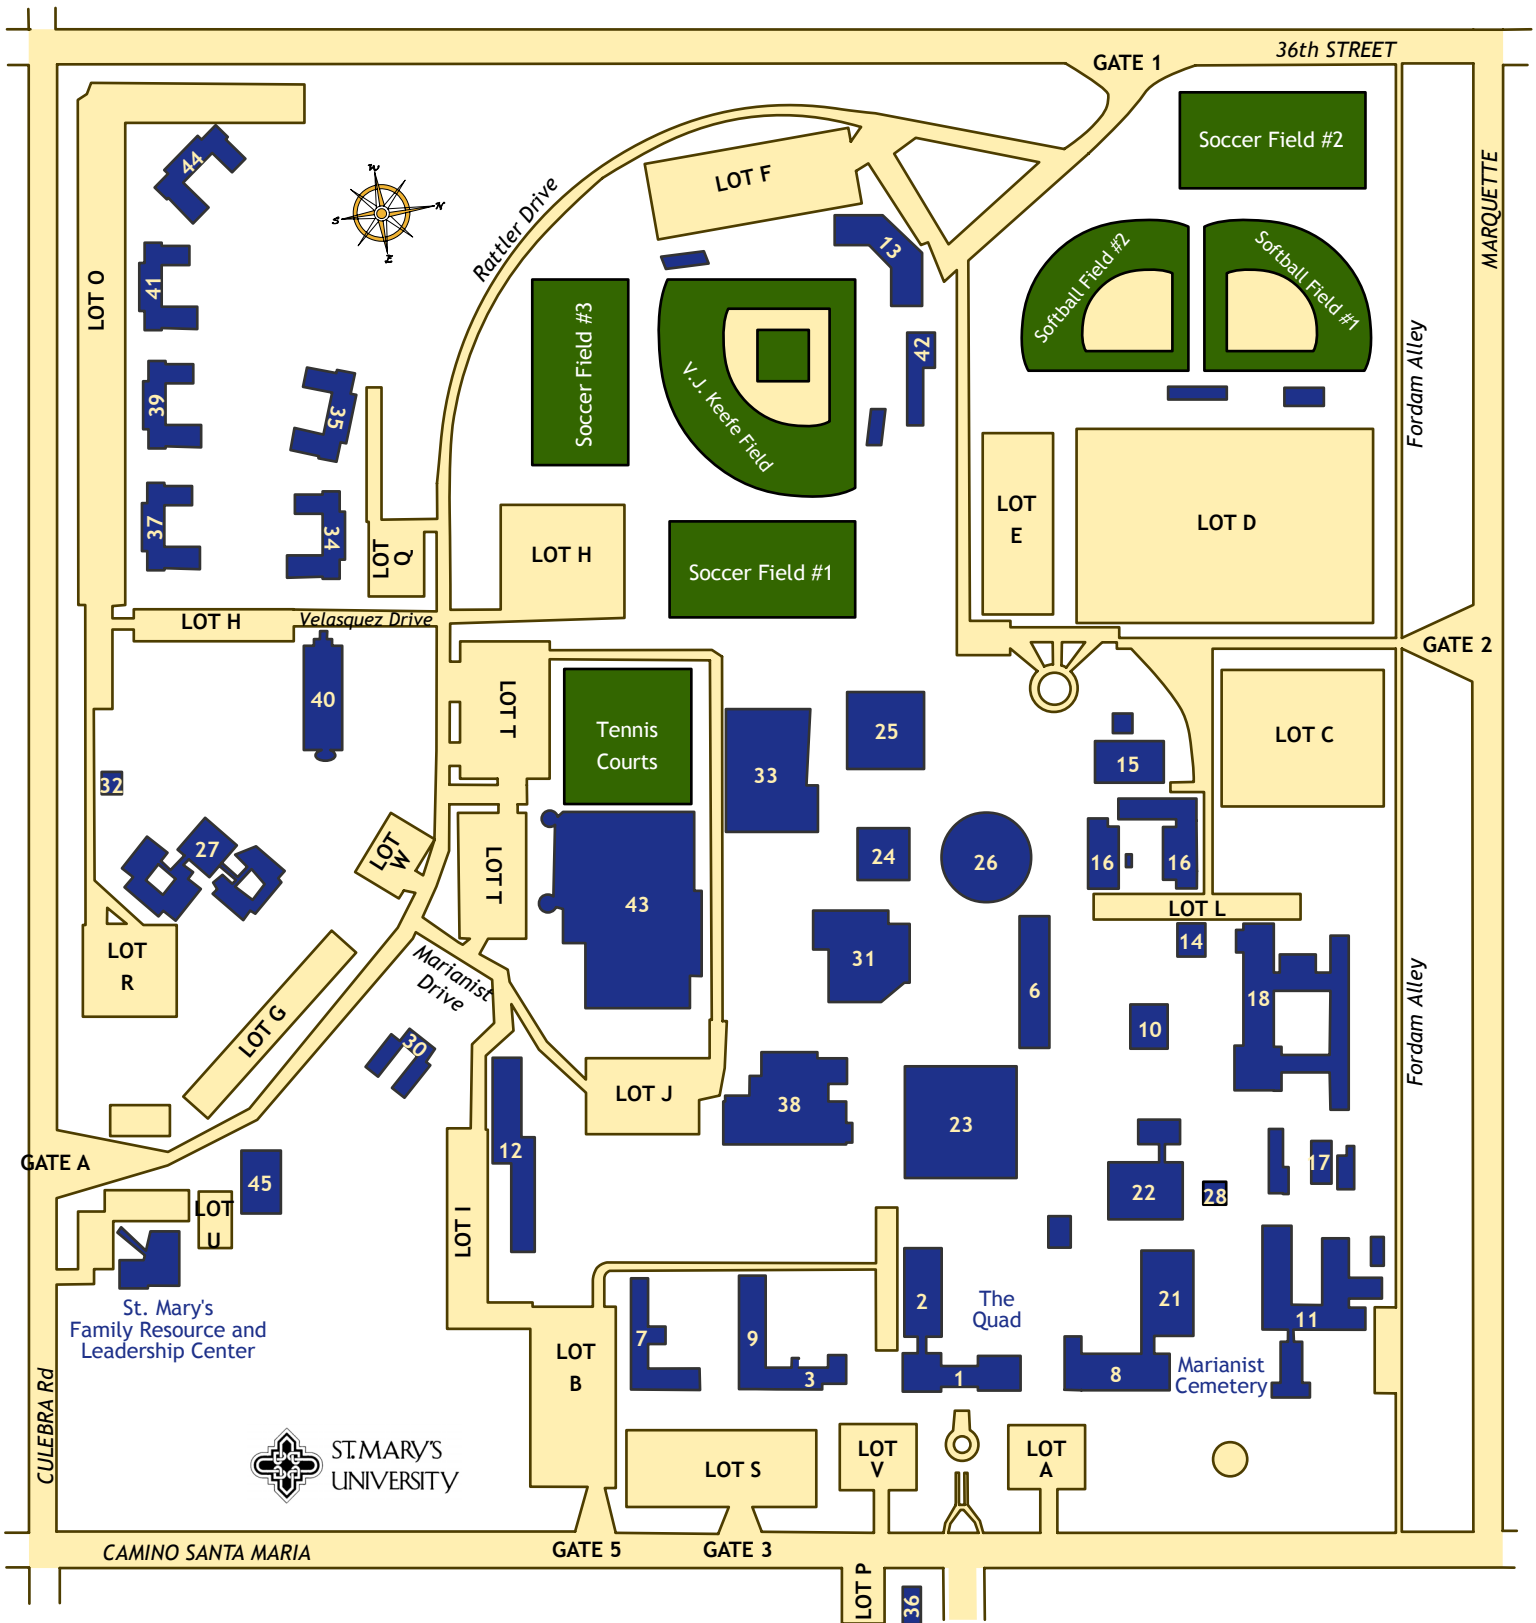 36th STREET
GATE 1
Soccer Field #2
MARQUETTE
44
W
S
N
E
Rattler Drive
LOT F
13
Softball Field #2
Softball Field #1
LOT O
41
Soccer Field #3
V.J. Keefe Field
42
Fordam Alley
39
35
37
34
LOT
Q
LOT H
Soccer Field #1
LOT
E
LOT D
LOT H
Velasquez Drive
GATE 2
40
LOT T
Tennis
Courts
33
25
15
LOT C
32
27
LOT
W
LOT T
43
24
26
16
16
LOT L
14
LOT
R
Marianist
Drive
31
6
18
10
Fordam Alley
LOT G
30
LOT J
38
23
12
GATE A
45
22
28
17
LOT
U
LOT I
St. Mary's
Family Resource and
Leadership Center
2
The
Quad
21
11
7
9
3
1
8
Marianist
Cemetery
LOT
B
CULEBRA Rd
ST. MARY'S
UNIVERSITY
LOT S
LOT
V
LOT
A
CAMINO SANTA MARIA
GATE 5
GATE 3
LOT P
36